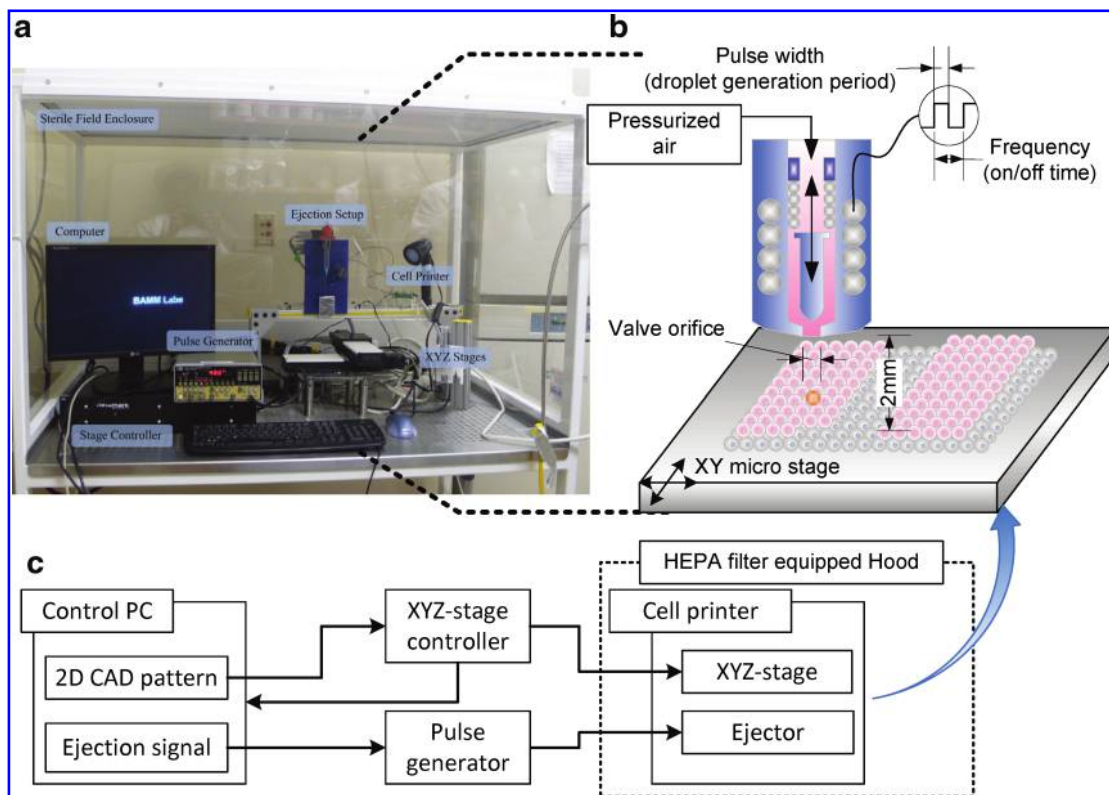 a
Sterile Field Enclosure
Ejection Setup
Computer
Cell Printer
BAMM Labs
Pulse Generator
XYZ Stages
Stage Controller
b
Pulse width
(droplet generation period)
Pressurized
air
Frequency
(on/off time)
Valve orifice
2mm
XY micro stage
c
HEPA filter equipped Hood
Control PC
XYZ-stage
controller
Cell printer
2D CAD pattern
XYZ-stage
Ejection signal
Pulse
generator
Ejector